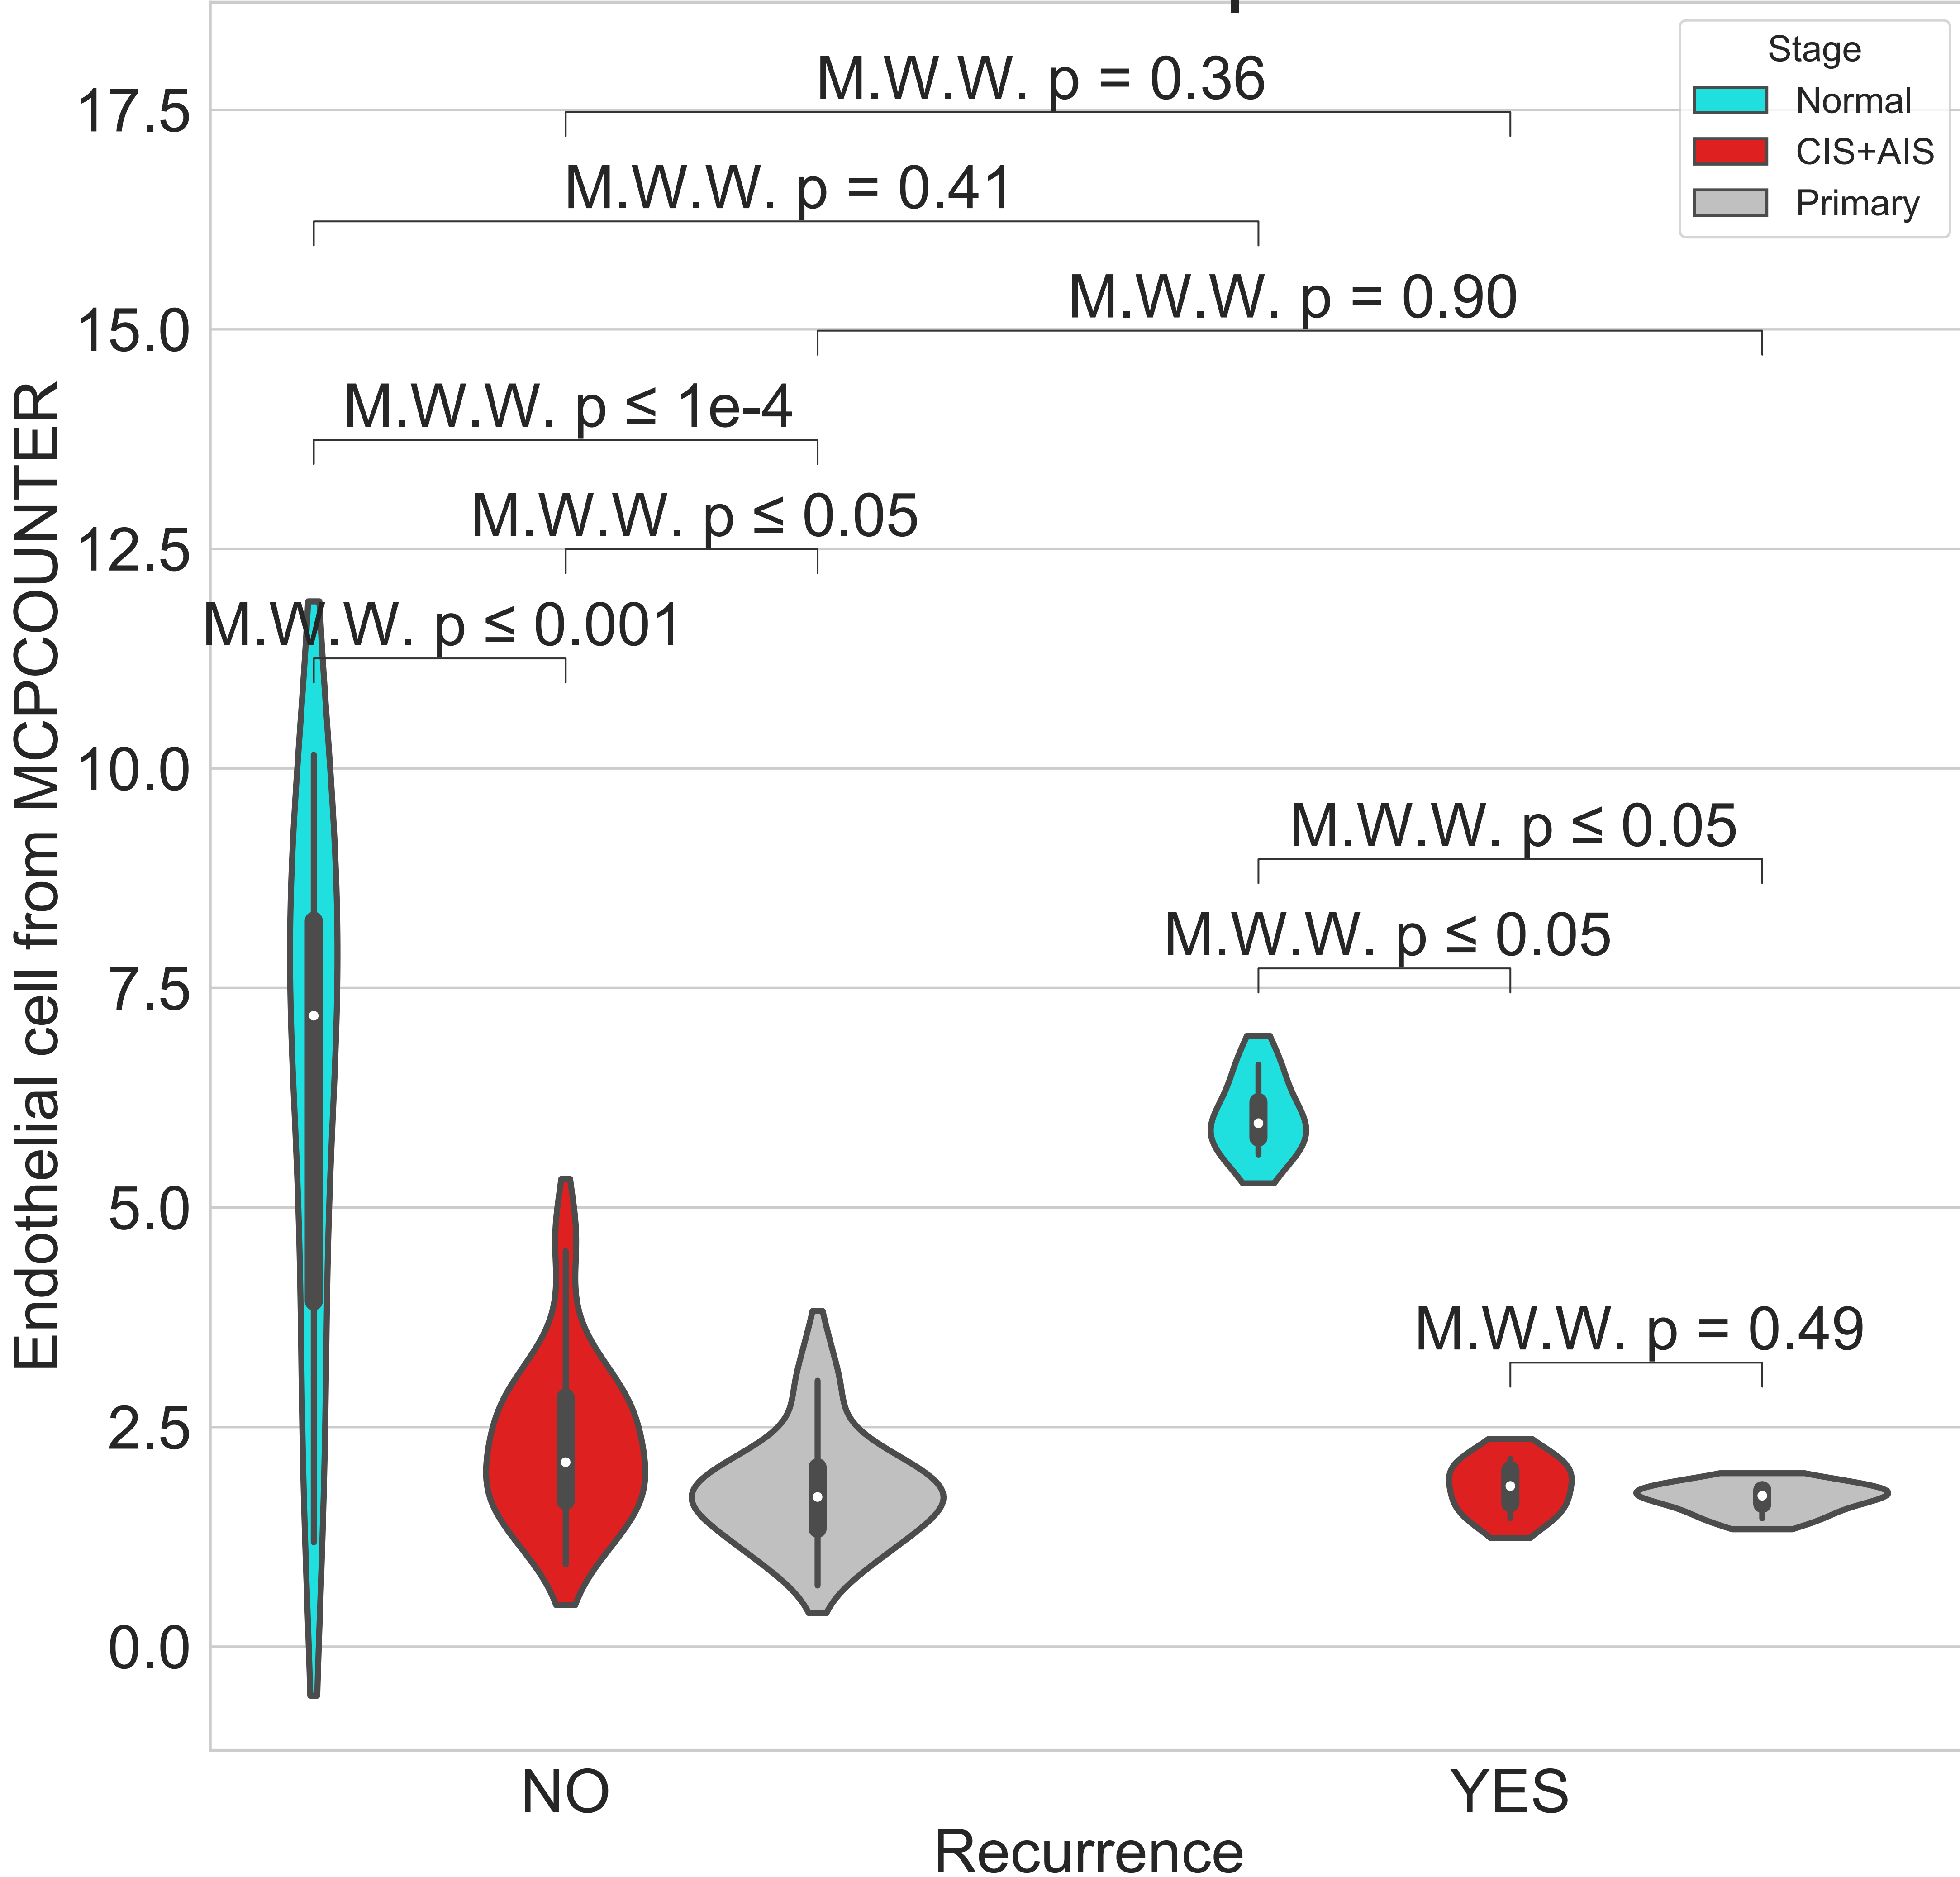 M.W.W. p = 0.36
M.W.W. p = 0.41
M.W.W. p = 0.90
M.W.W. p ≤ 1e-4
M.W.W. p ≤ 0.05
M.W.W. p ≤ 0.001
M.W.W. p ≤ 0.05
M.W.W. p ≤ 0.05
M.W.W. p = 0.49
Stage
Normal
CIS+AIS
Primary
Endothelial cell from MCPCOUNTER
17.5
15.0
12.5
10.0
7.5
5.0
2.5
0.0
NO
YES
Recurrence